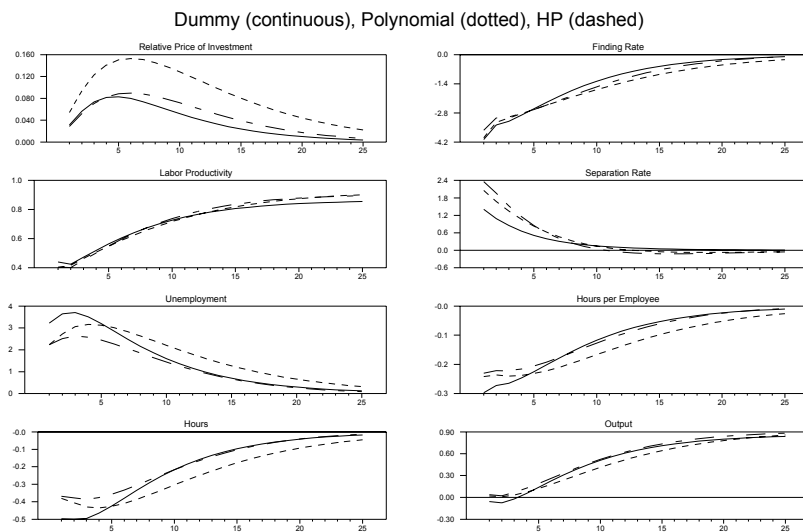 Dummy (continuous), Polynomial (dotted), HP (dashed)
Relative Price of Investment
0.160
0.120
0.080
0.040
0.000
5 10 15 20 25
Finding Rate
0.0
-1.4
-2.8
-4.2
5 10 15 20 25
Labor Productivity
1.0
0.8
0.6
0.4
5 10 15 20 25
Separation Rate
2.4
1.8
1.2
0.6
0.0
-0.6
5 10 15 20 25
Unemployment
4
3
2
1
0
5 10 15 20 25
Hours per Employee
-0.0
-0.1
-0.2
-0.3
5 10 15 20 25
Hours
-0.0
-0.1
-0.2
-0.3
-0.4
-0.5
5 10 15 20 25
Output
0.90
0.60
0.30
0.00
-0.30
5 10 15 20 25